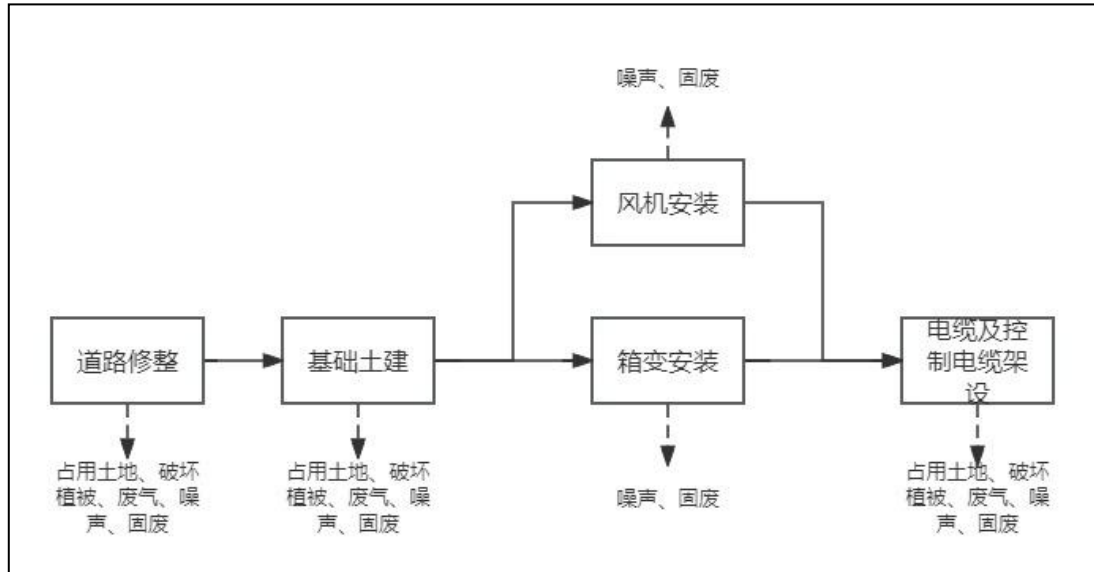 噪声、固废
风机安装
道路修整
基础土建
箱变安装
电缆及控
制电缆架
设
占用土地、破坏
植被、废气、噪
声、固废
占用土地、破坏
植被、废气、噪
声、固废
噪声、固废
占用土地、破坏
植被、废气、噪
声、固废